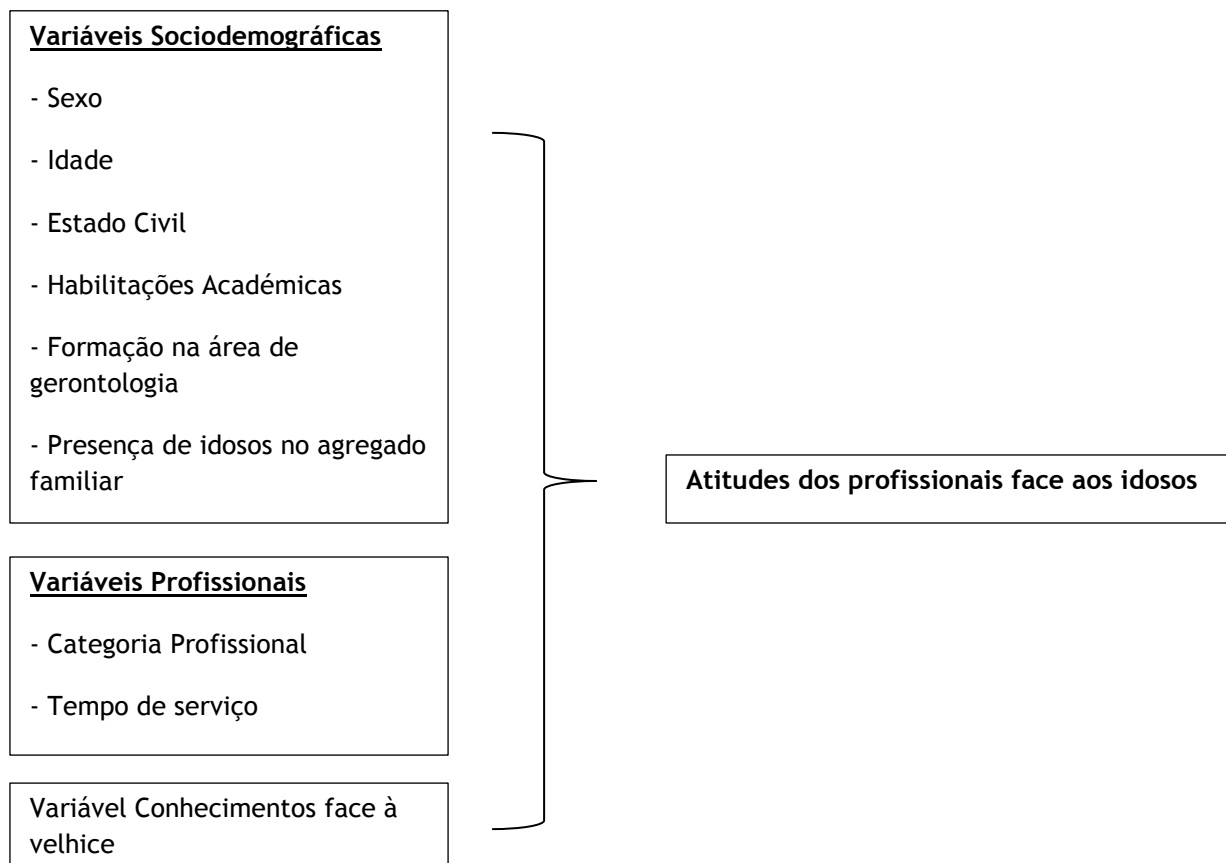 Variáveis Sociodemográficas
- Sexo
- Idade
- Estado Civil
- Habilitações Académicas
- Formação na área de
gerontologia
- Presença de idosos no agregado
familiar
Atitudes dos profissionais face aos idosos
Variáveis Profissionais
- Categoria Profissional
- Tempo de serviço
Variável Conhecimentos face à
velhice